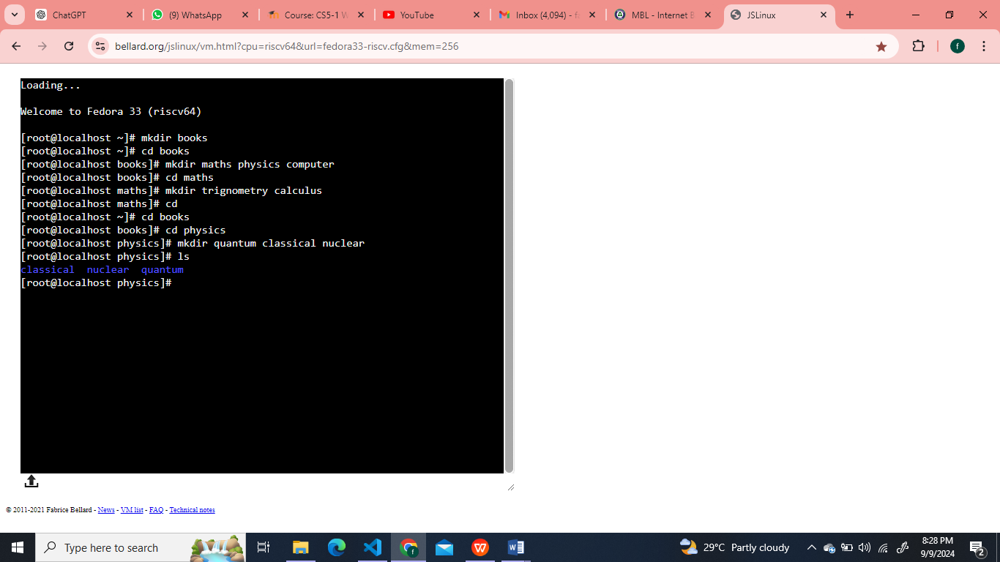 ChatGPT
(9) WhatsApp
Course: CS5-1 W
YouTube
Inbox (4,094) - fa
MBL - Internet B
JSLinux
bellard.org/jslinux/vm.html?cpu=riscv64&url=fedora33-riscv.cfg&mem=256
f
Loading...
Welcome to Fedora 33 (riscv64)
[root@localhost ~]# mkdir books
[root@localhost ~]# cd books
[root@localhost books]# mkdir maths physics computer
[root@localhost books]# cd maths
[root@localhost maths]# mkdir trignometry calculus
[root@localhost maths]# cd
[root@localhost ~]# cd books
[root@localhost books]# cd physics
[root@localhost physics]# mkdir quantum classical nuclear
[root@localhost physics]# ls
classical  nuclear  quantum
[root@localhost physics]#
© 2011-2021 Fabrice Bellard - News - VM list - FAQ - Technical notes
Type here to search
29°C Partly cloudy
8:28 PM
9/9/2024
2